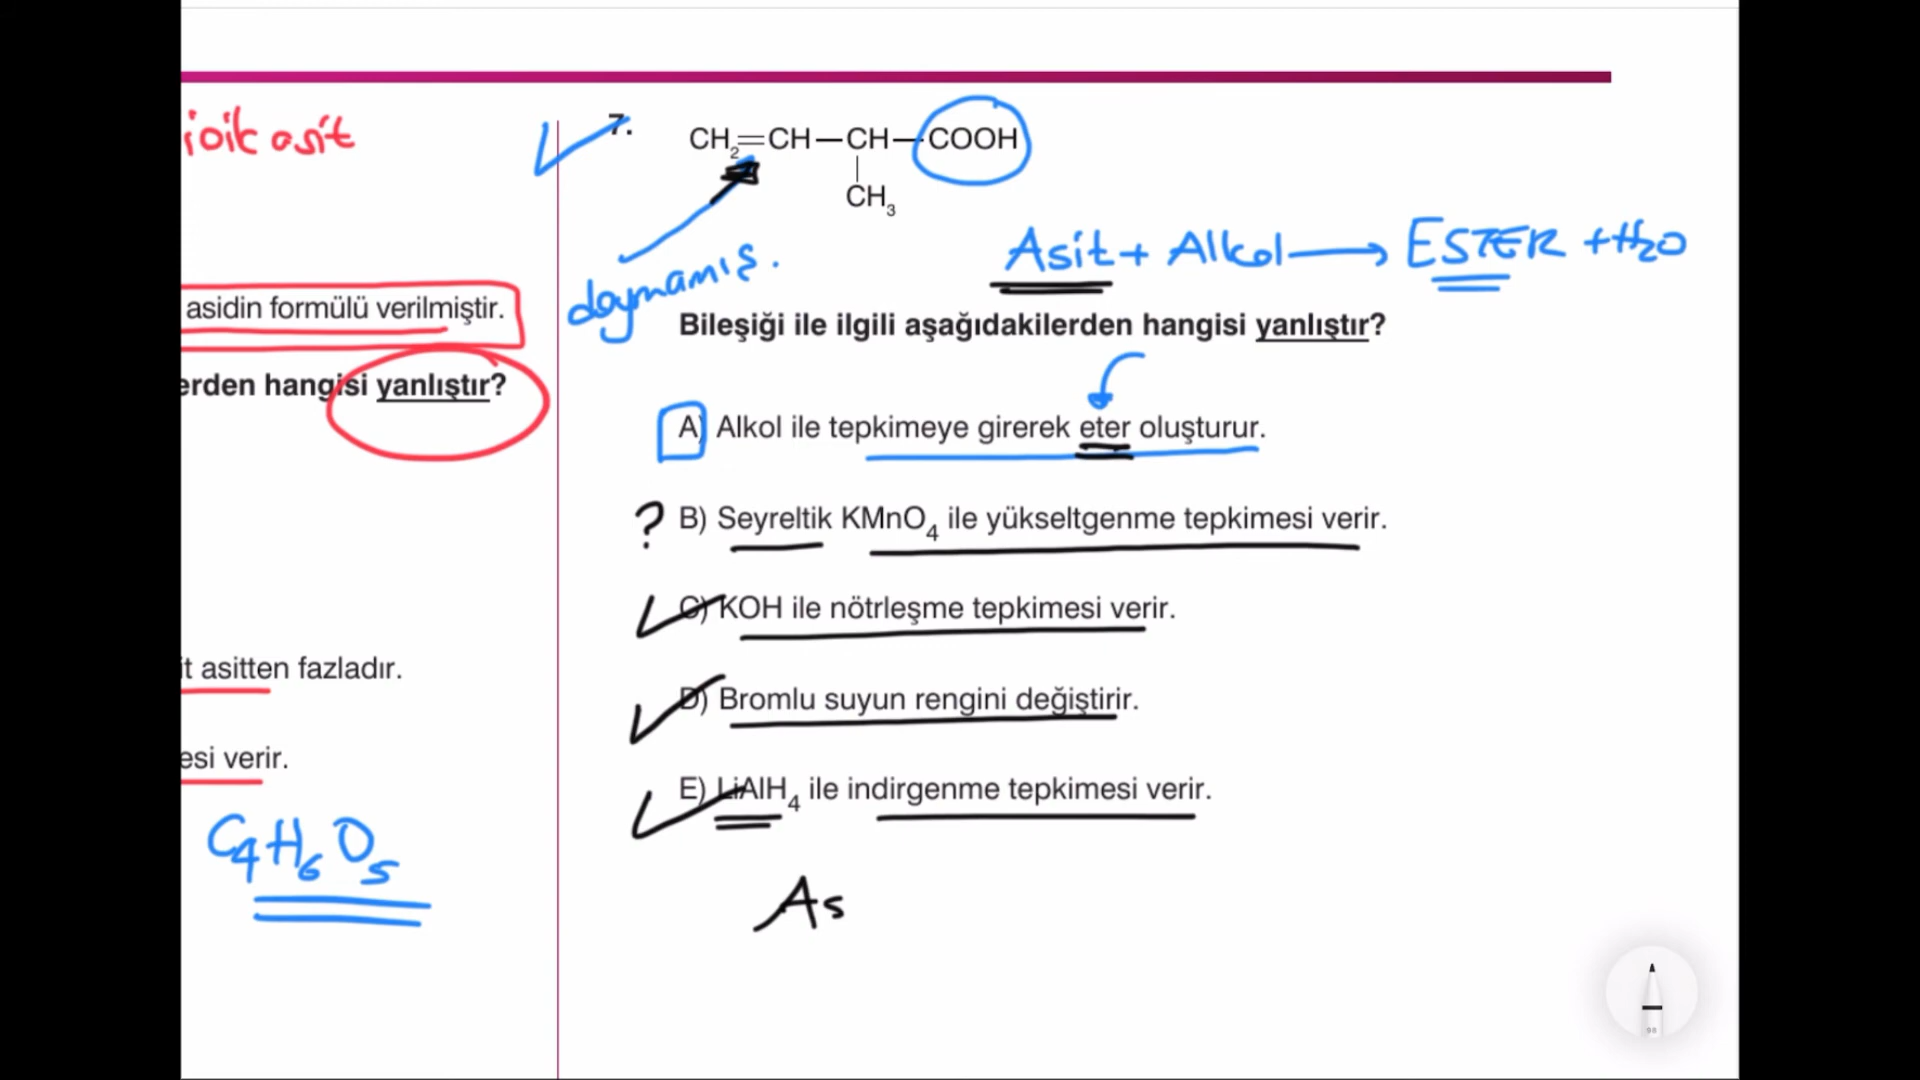 ioik asit
asidin formülü verilmiştir.
erden hangisi yanlıştır?
it asitten fazladır.
esi verir.
C4H6O5
7.
CH2=CH—CH—COOH
|
CH3
doymamış.
Asit + Alkol → ESTER + H2O
Bileşiği ile ilgili aşağıdakilerden hangisi yanlıştır?
A) Alkol ile tepkimeye girerek eter oluşturur.
? B) Seyreltik KMnO4 ile yükseltgenme tepkimesi verir.
C) KOH ile nötrleşme tepkimesi verir.
D) Bromlu suyun rengini değiştirir.
E) LiAlH4 ile indirgenme tepkimesi verir.
As
98